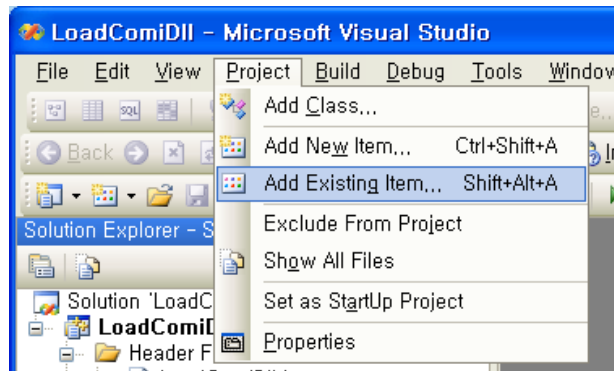 LoadComiDll - Microsoft Visual Studio
File Edit View Project Build Debug Tools Window
Add Class...
SQL
Add New Item... Ctrl+Shift+A
Back
Add Existing Item... Shift+Alt+A
Solution Explorer - S
Exclude From Project
Show All Files
Solution 'LoadC
Set as StartUp Project
LoadComiD
Header F
Properties